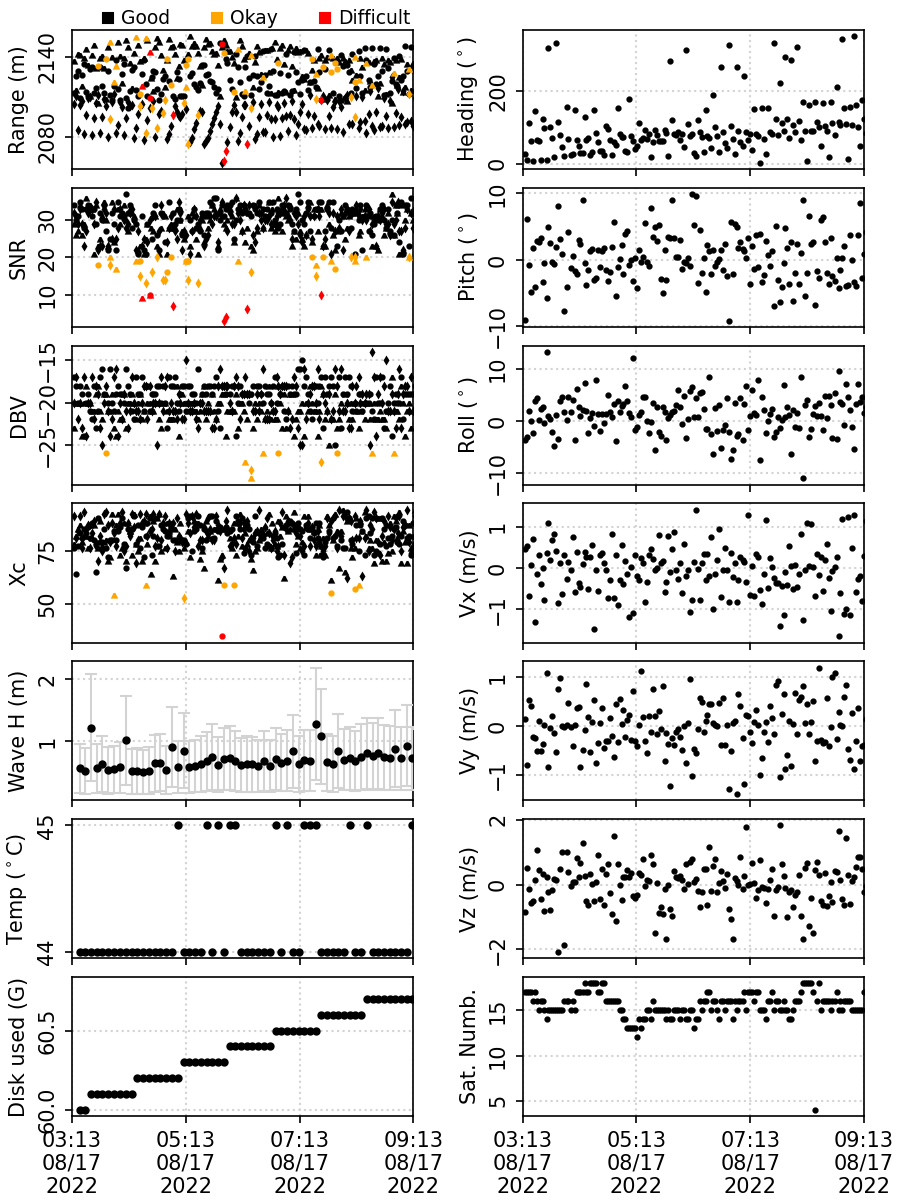 Good Okay Difficult
Range (m)
2140
2080
Heading (°)
200
0
SNR
30
20
10
Pitch (°)
10
0
−10
DBV
−15
−20
−25
Roll (°)
10
0
−10
Xc
75
50
Vx (m/s)
1
0
−1
Wave H (m)
2
1
Vy (m/s)
1
0
−1
Temp (°C)
45
44
Vz (m/s)
2
0
−2
Disk used (G)
60.5
60.0
Sat. Numb.
15
10
5
03:13 05:13 07:13 09:13 03:13 05:13 07:13 09:13
08/17 08/17 08/17 08/17 08/17 08/17 08/17 08/17
2022 2022 2022 2022 2022 2022 2022 2022